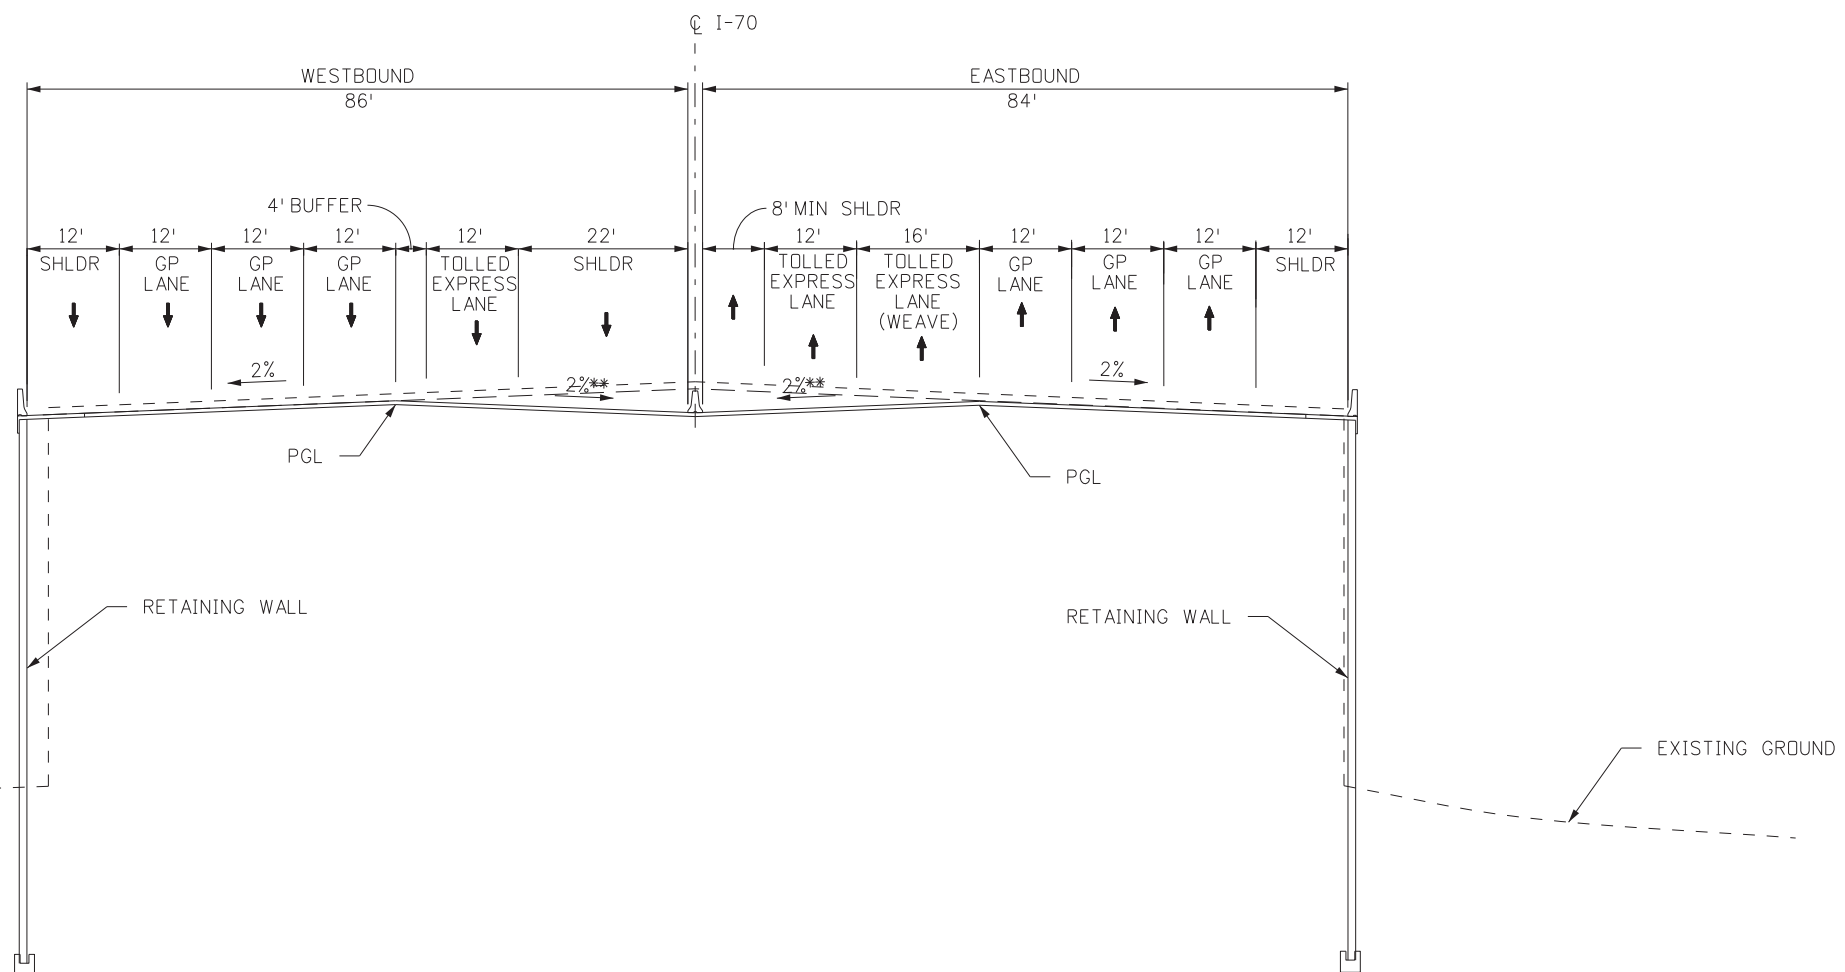 ℄ I-70
WESTBOUND
86'
EASTBOUND
84'
4' BUFFER
8' MIN SHLDR
12'
SHLDR
12'
GP
LANE
12'
GP
LANE
12'
GP
LANE
12'
TOLLED
EXPRESS
LANE
22'
SHLDR
12'
TOLLED
EXPRESS
LANE
16'
TOLLED
EXPRESS
LANE
(WEAVE)
12'
GP
LANE
12'
GP
LANE
12'
GP
LANE
12'
SHLDR
2%
2%**
2%**
2%
PGL
PGL
RETAINING WALL
RETAINING WALL
EXISTING GROUND